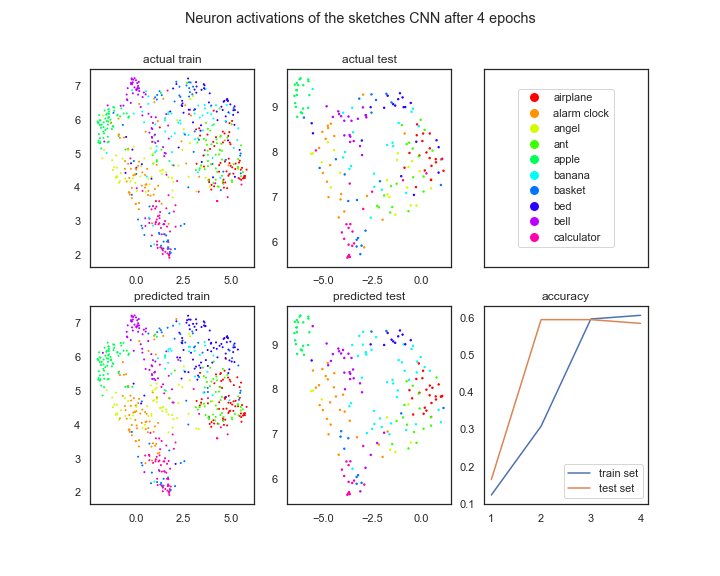 Neuron activations of the sketches CNN after 4 epochs
actual train
7
6
5
4
3
2
0.0 2.5 5.0
actual test
9
8
7
6
−5.0 −2.5 0.0
airplane
alarm clock
angel
ant
apple
banana
basket
bed
bell
calculator
predicted train
7
6
5
4
3
2
0.0 2.5 5.0
predicted test
9
8
7
6
−5.0 −2.5 0.0
accuracy
0.6
0.5
0.4
0.3
0.2
0.1
train set
test set
1 2 3 4